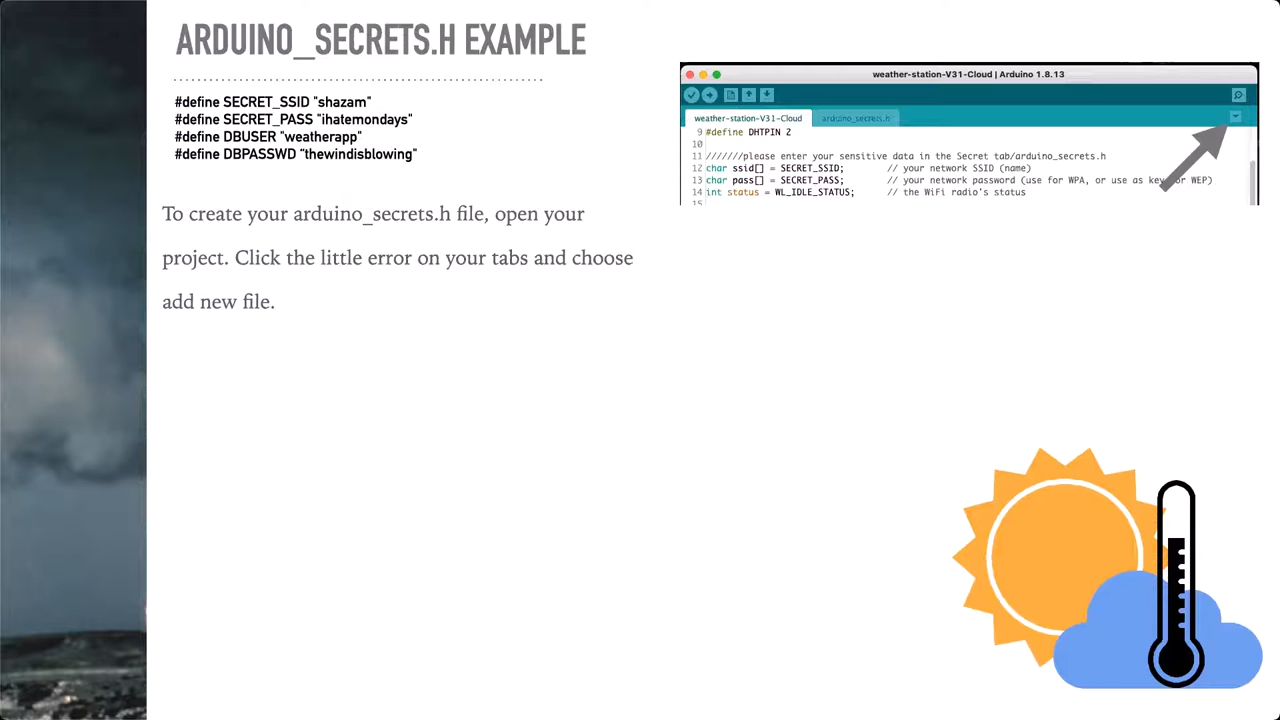 ARDUINO_SECRETS.H EXAMPLE
#define SECRET_SSID "shazam"
#define SECRET_PASS "ihatemondays"
#define DBUSER "weatherapp"
#define DBPASSWD "thewindisblowing"
To create your arduino_secrets.h file, open your
project. Click the little error on your tabs and choose
add new file.
weather-station-V31-Cloud | Arduino 1.8.13
weather-station-V31-Cloud arduino_secrets.h
9 #define DHTPIN 2
10
11 ///////please enter your sensitive data in the Secret tab/arduino_secrets.h
12 char ssid[] = SECRET_SSID; // your network SSID (name)
13 char pass[] = SECRET_PASS; // your network password (use for WPA, or use as key for WEP)
14 int status = WL_IDLE_STATUS; // the WiFi radio's status
15